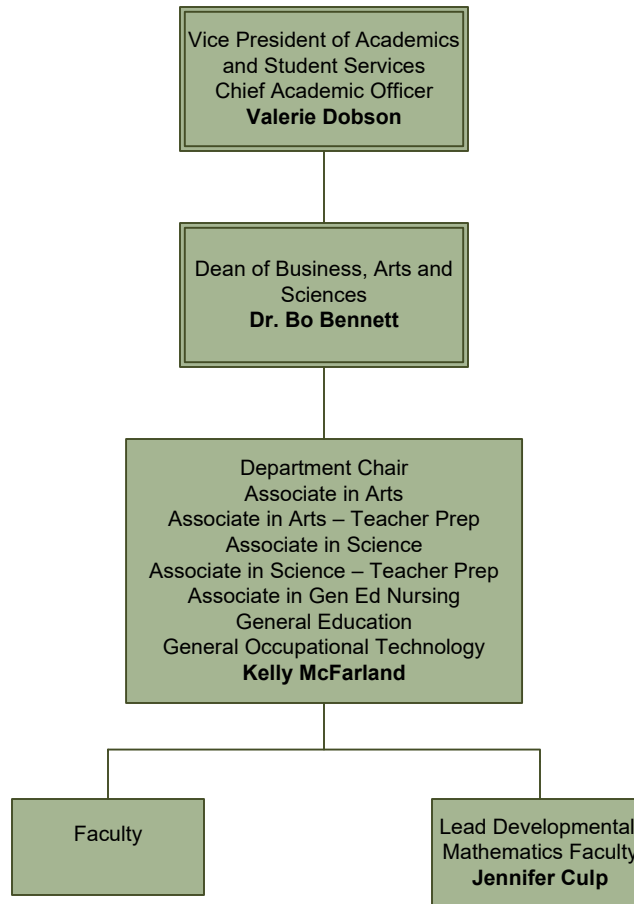 Vice President of Academics
and Student Services
Chief Academic Officer
Valerie Dobson
Dean of Business, Arts and
Sciences
Dr. Bo Bennett
Department Chair
Associate in Arts
Associate in Arts – Teacher Prep
Associate in Science
Associate in Science – Teacher Prep
Associate in Gen Ed Nursing
General Education
General Occupational Technology
Kelly McFarland
Faculty
Lead Developmental
Mathematics Faculty
Jennifer Culp